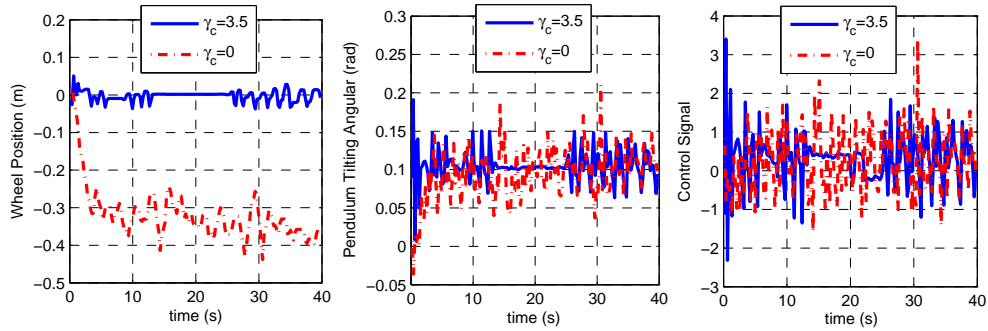 γc=3.5
γc=0
Wheel Position (m)
0.2
0.1
0
−0.1
−0.2
−0.3
−0.4
−0.5
0 10 20 30 40
time (s)
γc=3.5
γc=0
Pendulum Tilting Angular (rad)
0.3
0.25
0.2
0.15
0.1
0.05
0
−0.05
0 10 20 30 40
time (s)
γc=3.5
γc=0
Control Signal
4
3
2
1
0
−1
−2
−3
0 10 20 30 40
time (s)